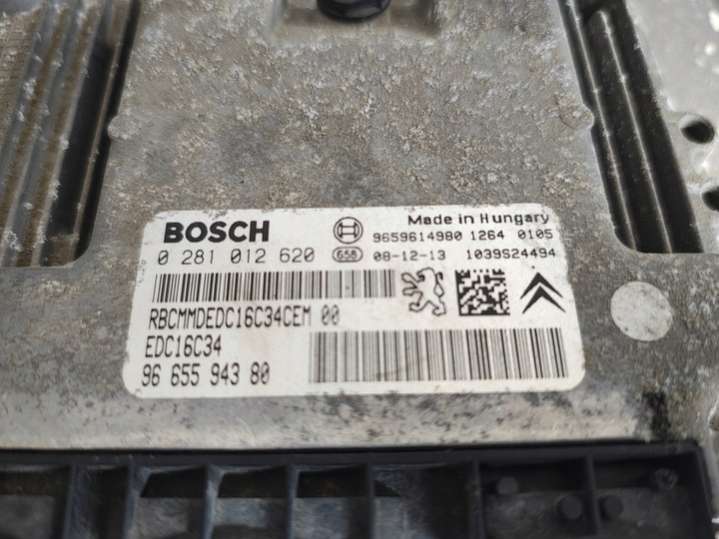 BOSCH
Made in Hungary
9659614980 1264 0105
0 281 012 620
658
08-12-13 1039S24494
RBCMMDEDC16C34CEM 00
EDC16C34
96 655 943 80